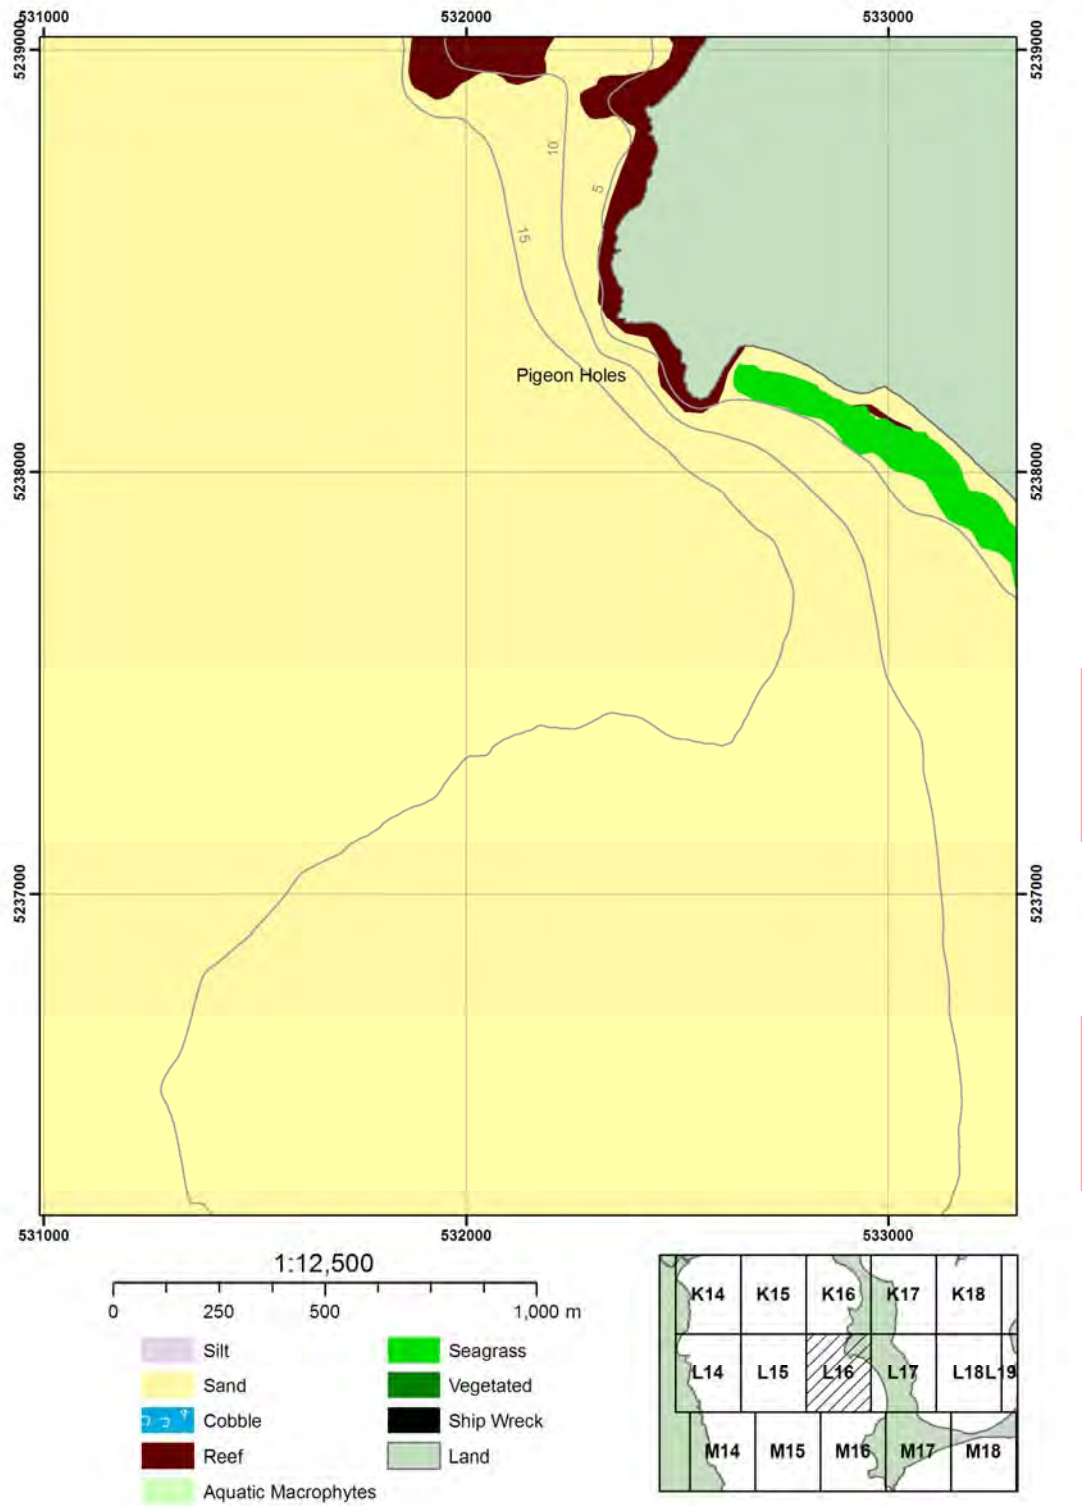 531000 532000 533000
5239000 5239000
10
5
15
Pigeon Holes
5238000 5238000
5237000 5237000
531000 532000 533000
1:12,500
0 250 500 1,000 m
Silt
Sand
Cobble
Reef
Aquatic Macrophytes
Seagrass
Vegetated
Ship Wreck
Land
K14 K15 K16 K17 K18
L14 L15 L16 L17 L18 L19
M14 M15 M16 M17 M18